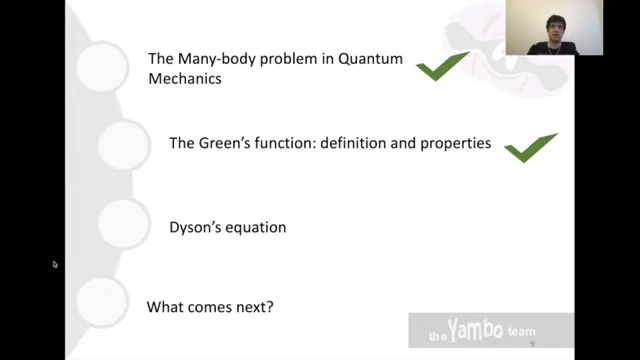 The Many-body problem in Quantum
Mechanics
The Green's function: definition and properties
Dyson's equation
What comes next?
the Yambo team
9